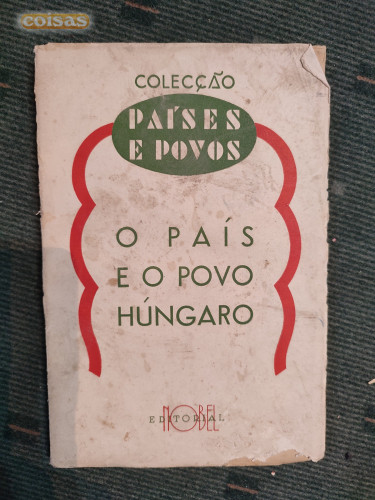 coisas
COLECÇÃO
PAÍSES
E POVOS
O PAÍS
E O POVO
HÚNGARO
EDITORIAL
NOBEL